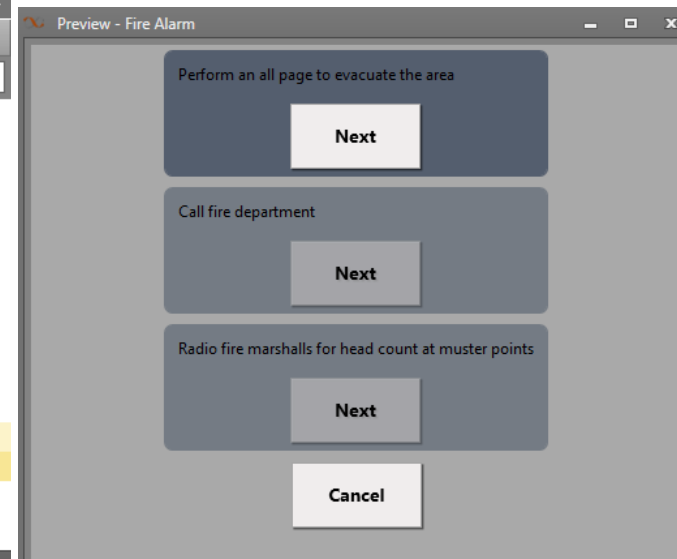 Preview - Fire Alarm
Perform an all page to evacuate the area
Next
Call fire department
Next
Radio fire marshalls for head count at muster points
Next
Cancel